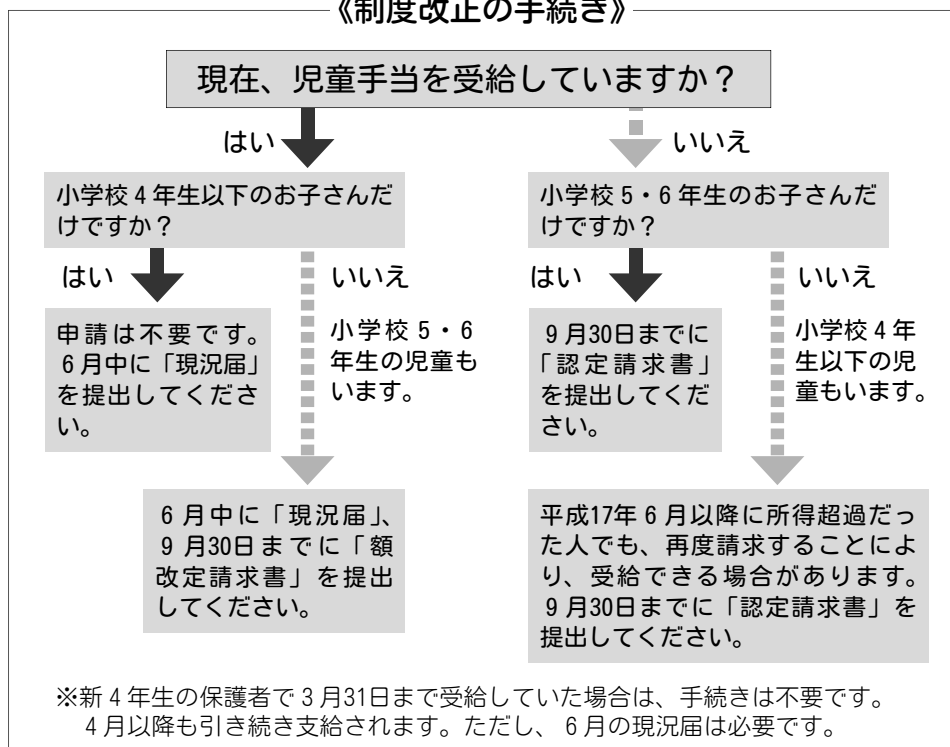 《制度改正の手続き》
現在、児童手当を受給していますか？
はい
いいえ
小学校4年生以下のお子さんだ
けですか？
小学校5・6年生のお子さんだ
けですか？
はい
いいえ
はい
いいえ
申請は不要です。
6月中に「現況届」
を提出してくださ
い。
小学校5・6
年生の児童も
います。
9月30日までに
「認定請求書」
を提出してくだ
さい。
小学校4年
生以下の児
童もいます。
6月中に「現況届」、
9月30日までに「額
改定請求書」を提出
してください。
平成17年6月以降に所得超過だっ
た人でも、再度請求することによ
り、受給できる場合があります。
9月30日までに「認定請求書」を
提出してください。
※新4年生の保護者で3月31日まで受給していた場合は、手続きは不要です。
4月以降も引き続き支給されます。ただし、6月の現況届は必要です。